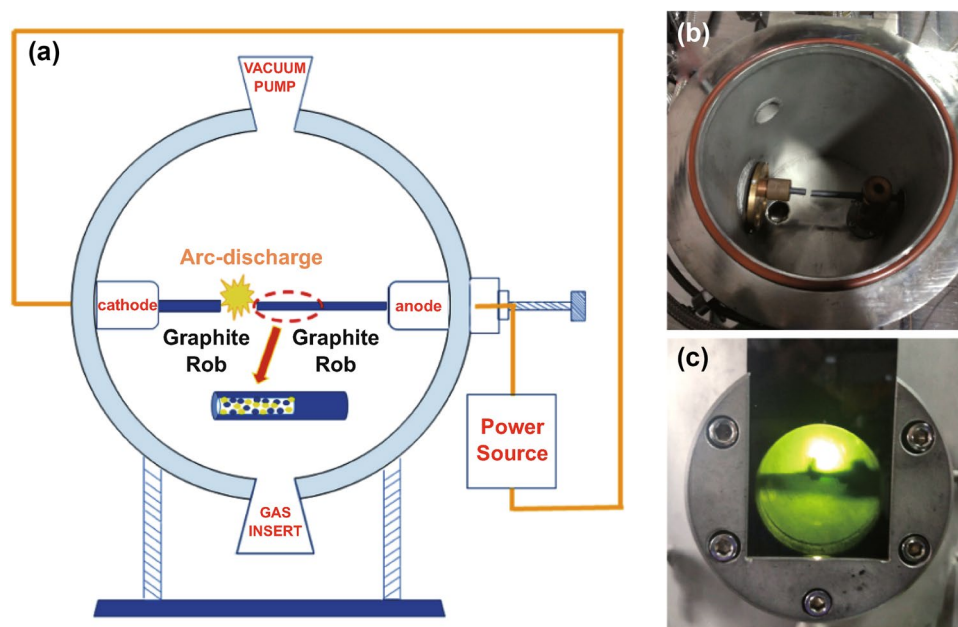 (a)
VACUUM
PUMP
Arc-discharge
cathode
anode
Graphite
Rob
Graphite
Rob
Power
Source
GAS
INSERT
(b)
(c)